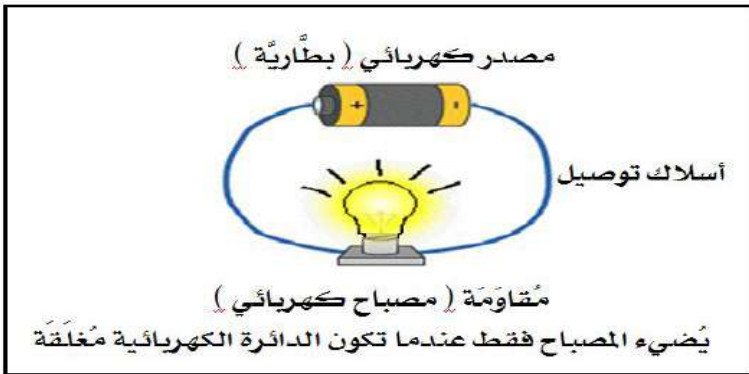 مصدر كهربائي ( بطَّاريَّة )
+ -
أسلاك توصيل
مُقاوَمَة ( مصباح كهربائي )
يُضيء المصباح فقط عندما تكون الدائرة الكهربائية مُغلَقَة